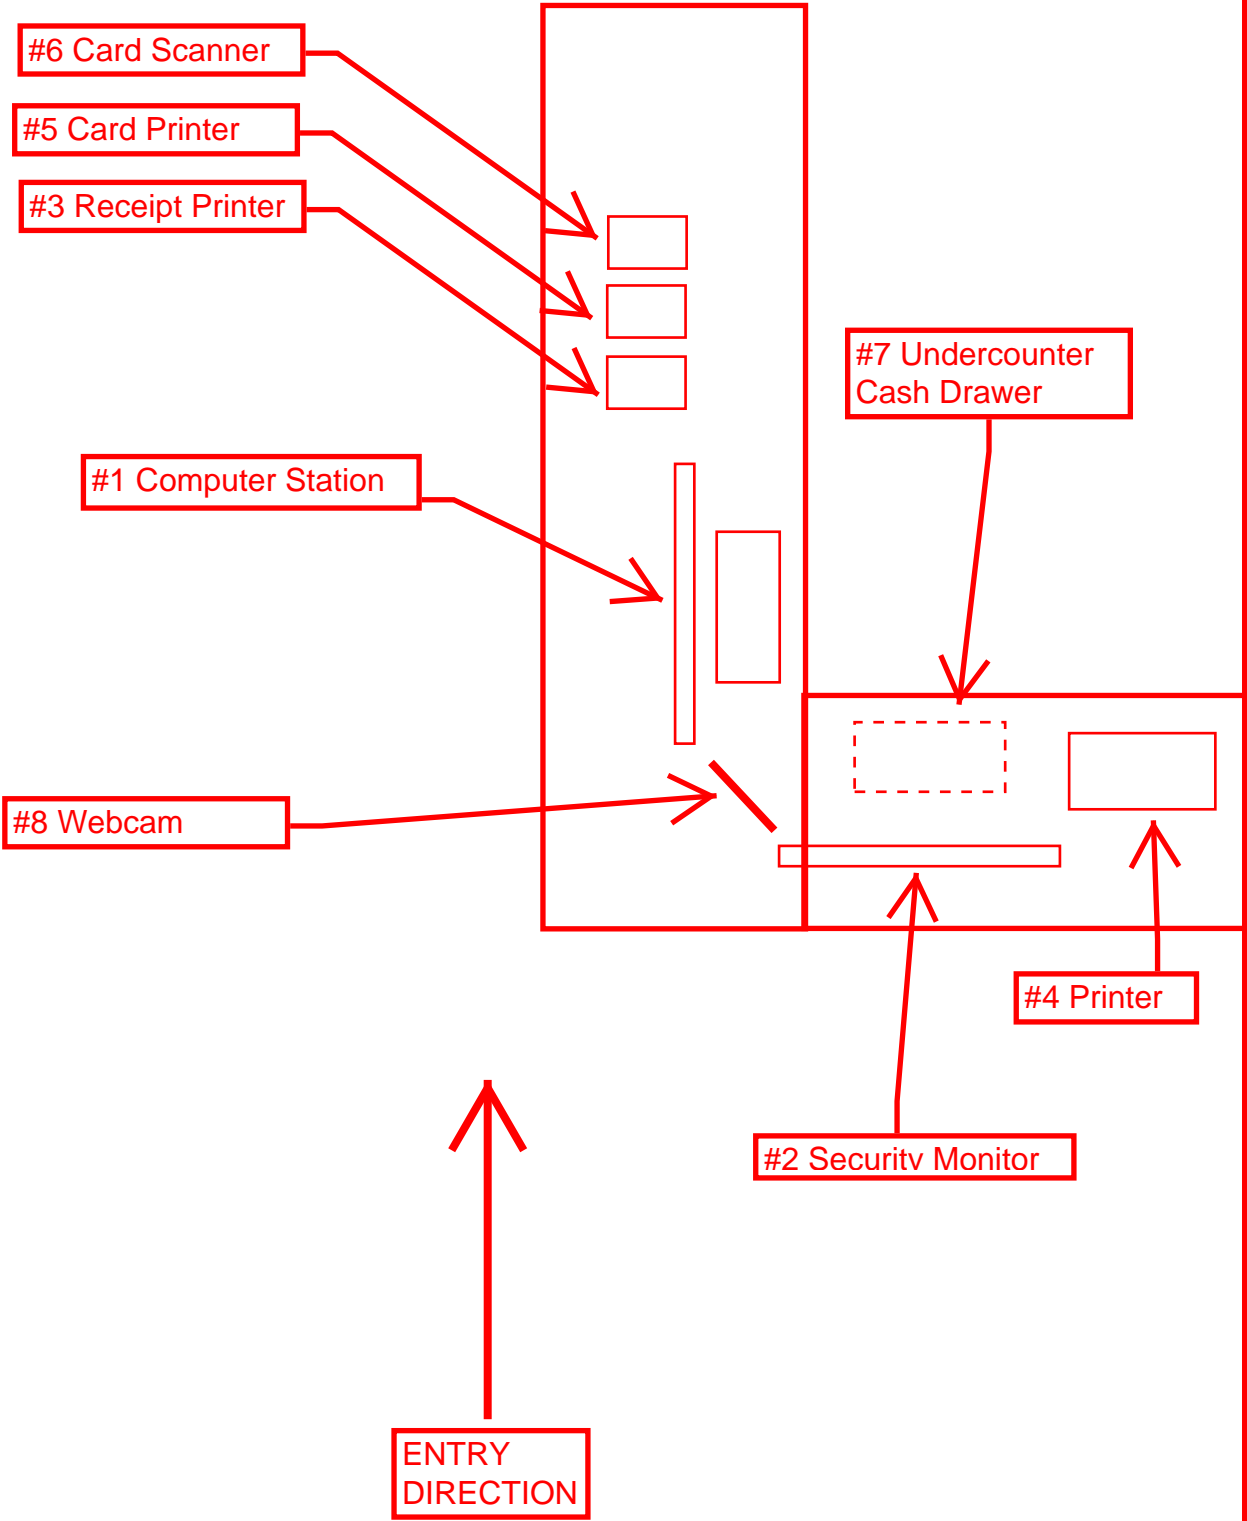 #6 Card Scanner
#5 Card Printer
#3 Receipt Printer
#7 Undercounter
Cash Drawer
#1 Computer Station
#8 Webcam
#4 Printer
#2 Security Monitor
ENTRY
DIRECTION